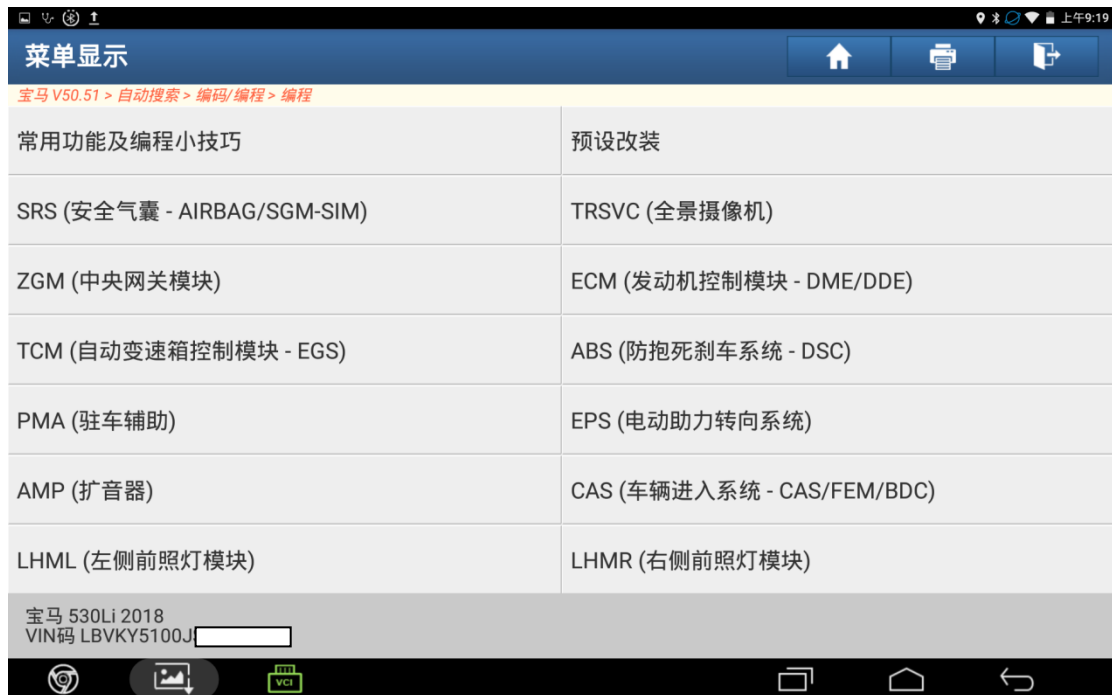 上午9:19
菜单显示
宝马 V50.51 > 自动搜索 > 编码/编程 > 编程
常用功能及编程小技巧
预设改装
SRS (安全气囊 - AIRBAG/SGM-SIM)
TRSVC (全景摄像机)
ZGM (中央网关模块)
ECM (发动机控制模块 - DME/DDE)
TCM (自动变速箱控制模块 - EGS)
ABS (防抱死刹车系统 - DSC)
PMA (驻车辅助)
EPS (电动助力转向系统)
AMP (扩音器)
CAS (车辆进入系统 - CAS/FEM/BDC)
LHML (左侧前照灯模块)
LHMR (右侧前照灯模块)
宝马 530Li 2018
VIN码 LBVKY5100J
VCI